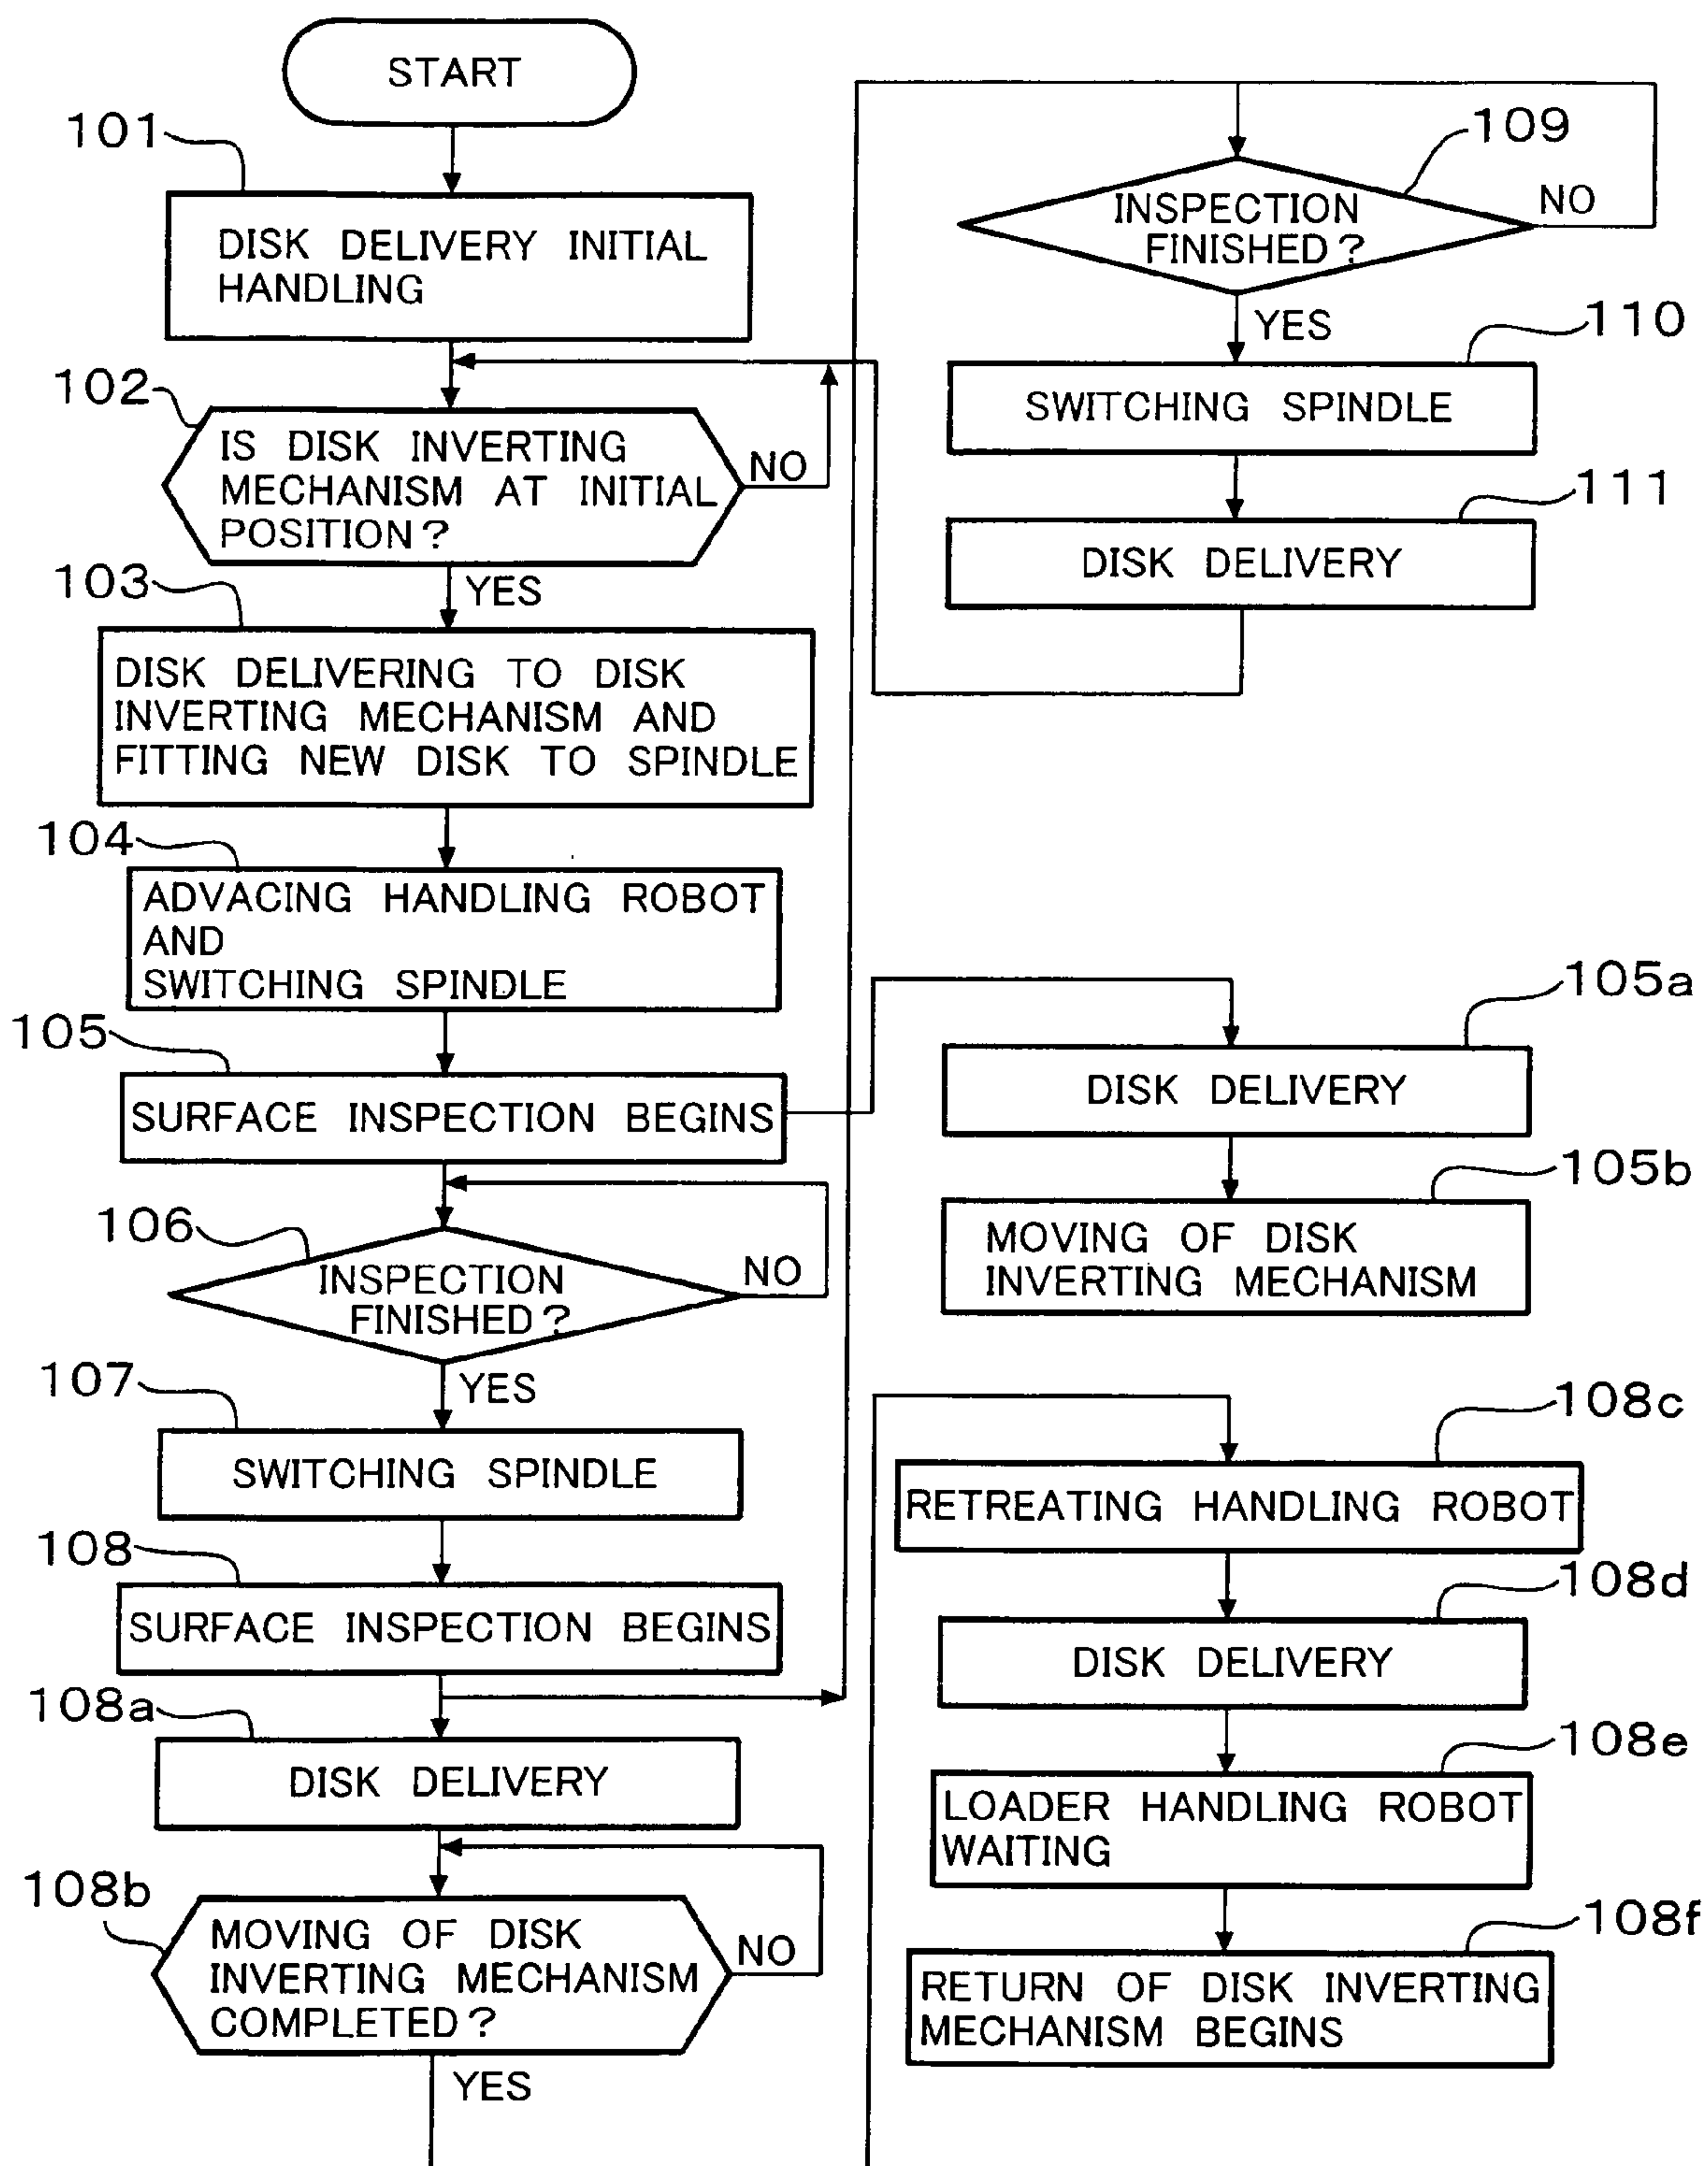 START
101
DISK DELIVERY INITIAL
HANDLING
102
IS DISK INVERTING
MECHANISM AT INITIAL
POSITION?
NO
YES
103
DISK DELIVERING TO DISK
INVERTING MECHANISM AND
FITTING NEW DISK TO SPINDLE
104
ADVACING HANDLING ROBOT
AND
SWITCHING SPINDLE
105
SURFACE INSPECTION BEGINS
106
INSPECTION
FINISHED?
NO
YES
107
SWITCHING SPINDLE
108
SURFACE INSPECTION BEGINS
108a
DISK DELIVERY
108b
MOVING OF DISK
INVERTING MECHANISM
COMPLETED?
NO
YES
109
INSPECTION
FINISHED?
NO
YES
110
SWITCHING SPINDLE
111
DISK DELIVERY
105a
DISK DELIVERY
105b
MOVING OF DISK
INVERTING MECHANISM
108c
RETREATING HANDLING ROBOT
108d
DISK DELIVERY
108e
LOADER HANDLING ROBOT
WAITING
108f
RETURN OF DISK INVERTING
MECHANISM BEGINS